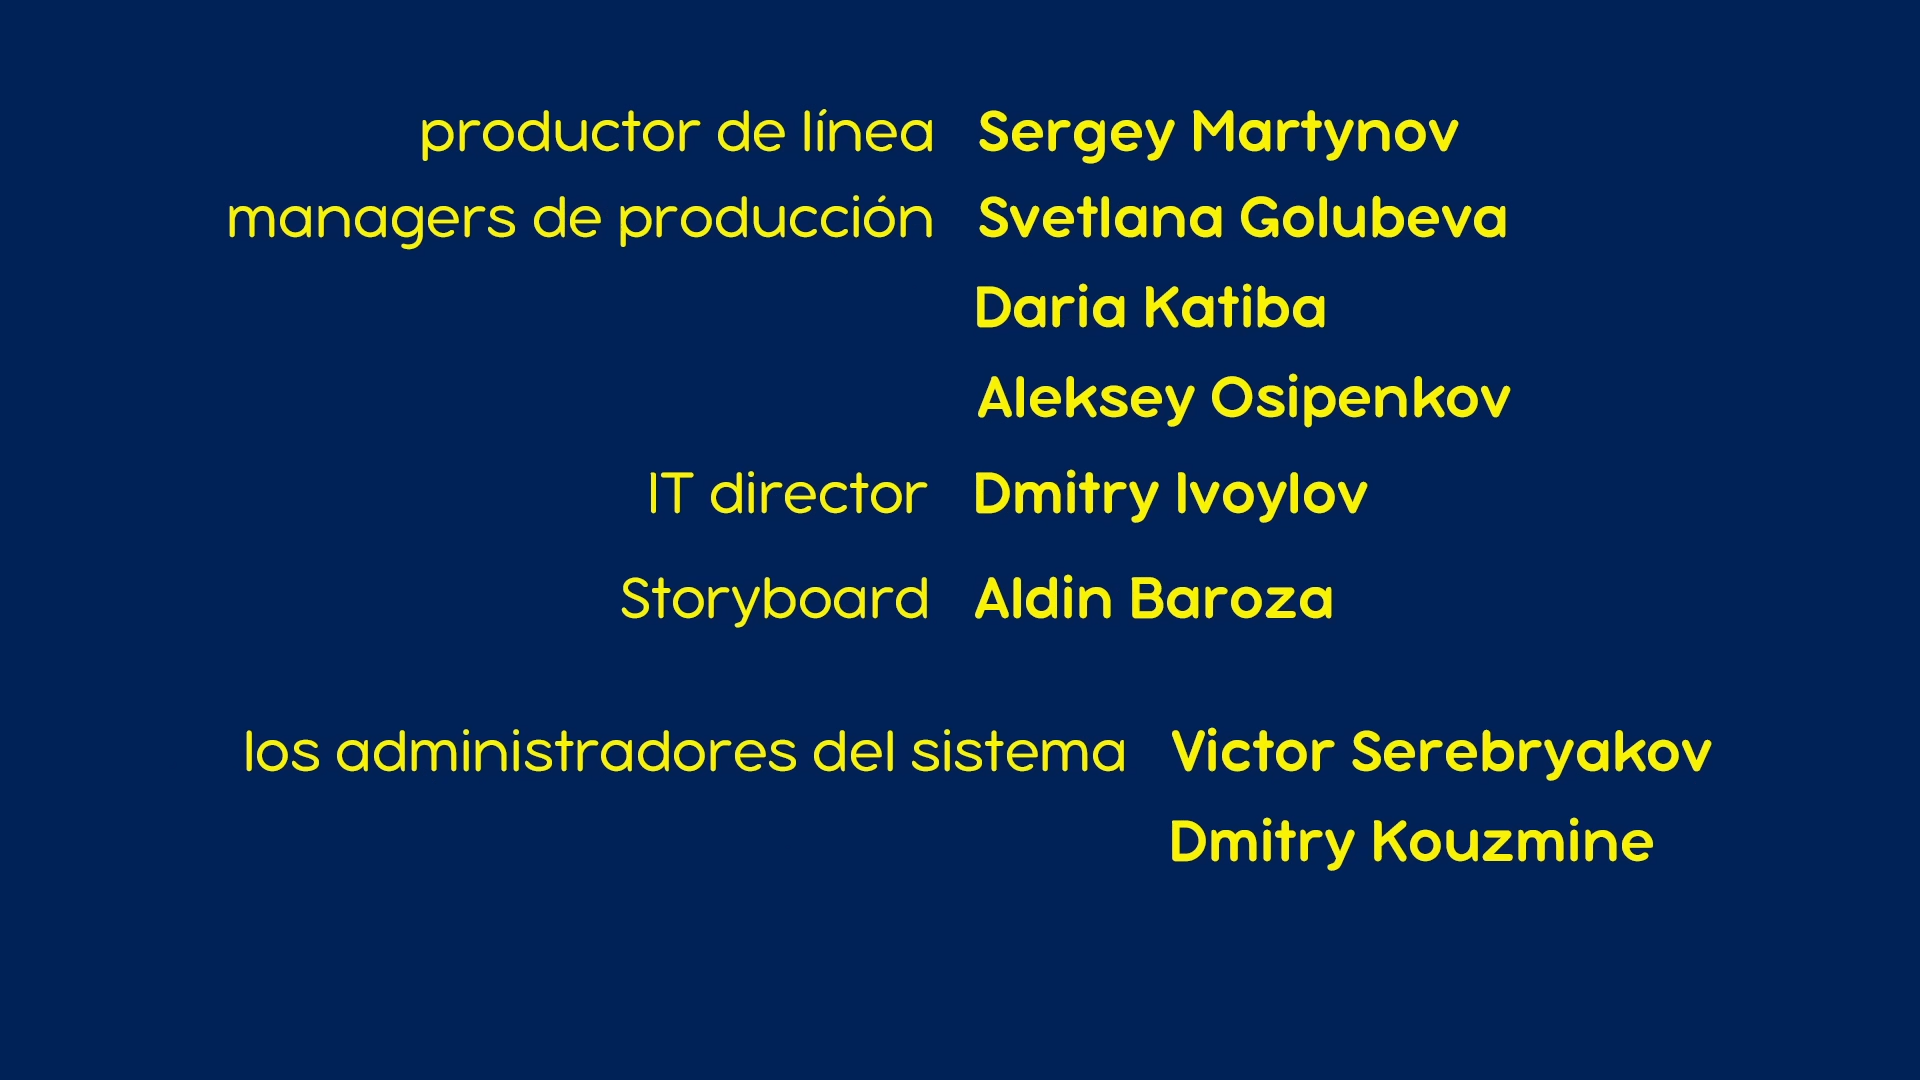 productor de línea Sergey Martynov
managers de producción Svetlana Golubeva
Daria Katiba
Aleksey Osipenkov
IT director Dmitry Ivoylov
Storyboard Aldin Baroza
los administradores del sistema Victor Serebryakov
Dmitry Kouzmine